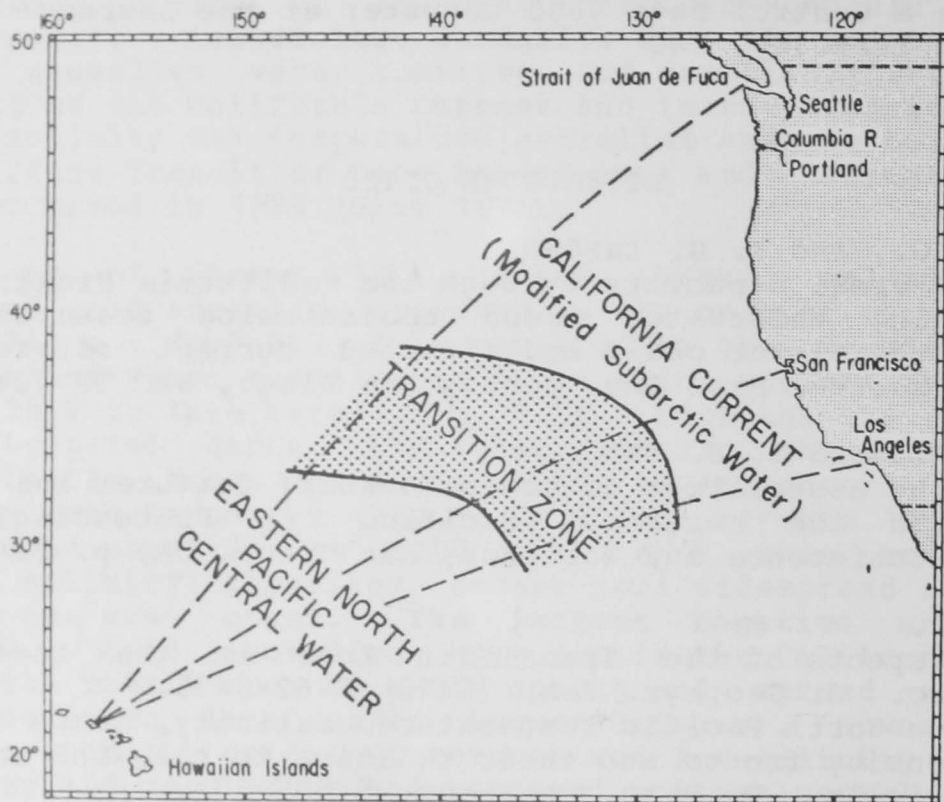 160° 150° 140° 130° 120°
50°
Strait of Juan de Fuca
Seattle
Columbia R.
Portland
CALIFORNIA CURRENT
(Modified Subarctic Water
40°
San Francisco
TRANSITION ZONE
Los
Angeles
EASTERN NORTH
PACIFIC
CENTRAL WATER
30°
20°
Hawaiian Islands